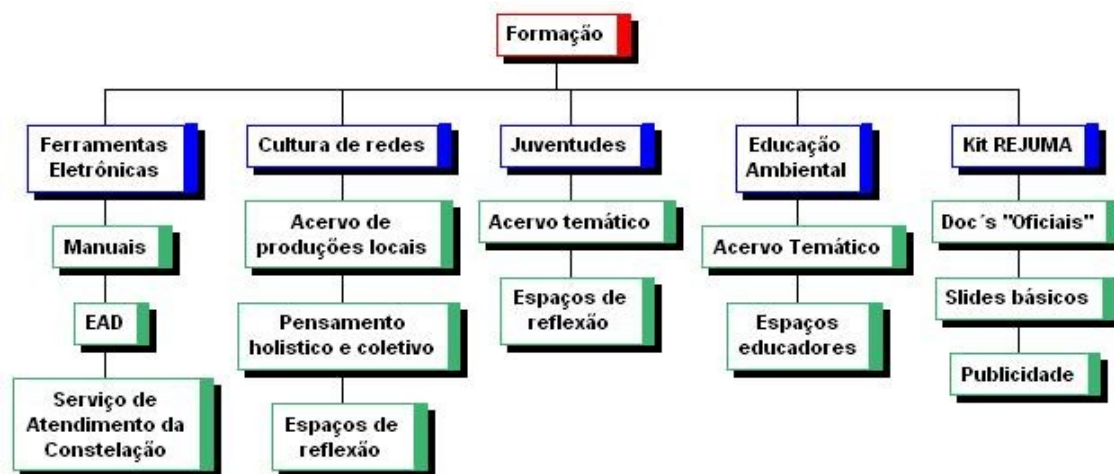 Formação
Ferramentas
Eletrônicas
Manuais
EAD
Serviço de
Atendimento da
Constelação
Cultura de redes
Acervo de
produções locais
Pensamento
holistico e coletivo
Espaços de
reflexão
Juventudes
Acervo temático
Espaços de
reflexão
Educação
Ambiental
Acervo Temático
Espaços
educadores
Kit REJUMA
Doc´s "Oficiais"
Slides básicos
Publicidade